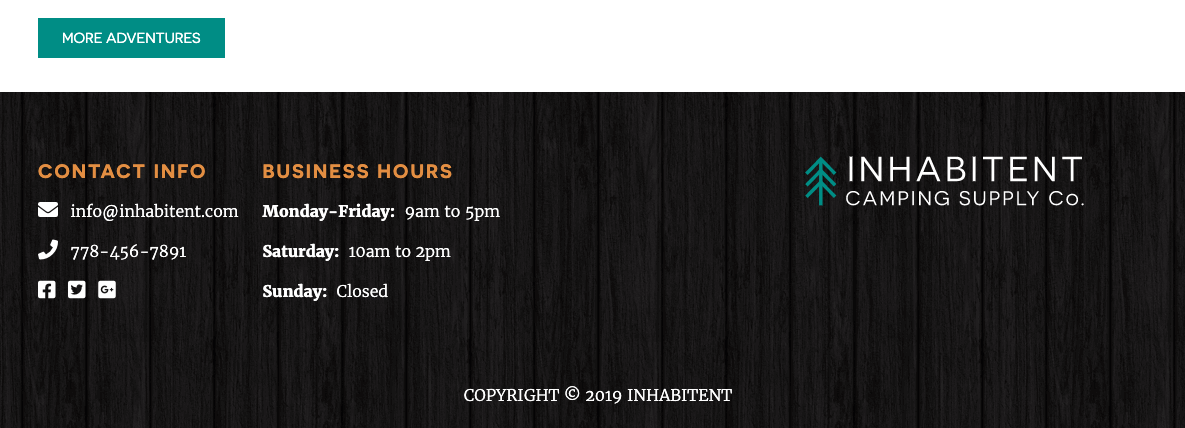 MORE ADVENTURES
CONTACT INFO
info@inhabitent.com
778-456-7891
BUSINESS HOURS
Monday-Friday: 9am to 5pm
Saturday: 10am to 2pm
Sunday: Closed
INHABITENT
CAMPING SUPPLY Co.
COPYRIGHT © 2019 INHABITENT